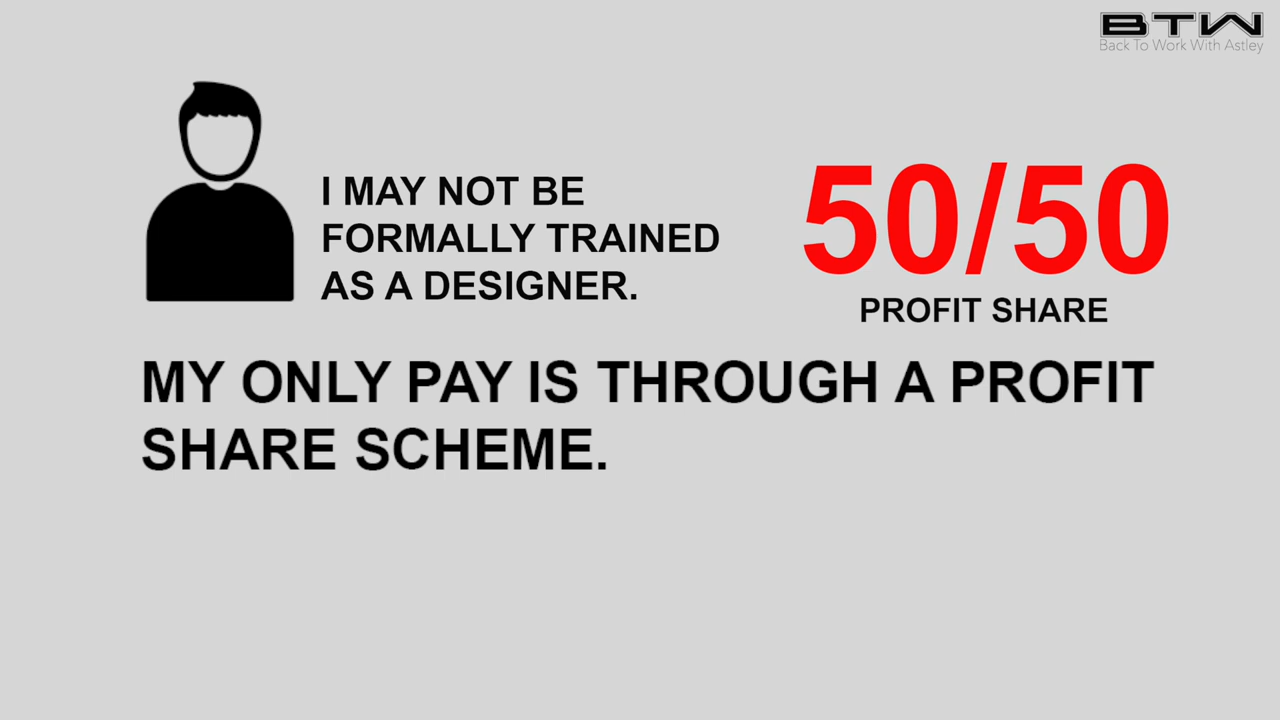 BTW
Back To Work With Astley
I MAY NOT BE
FORMALLY TRAINED
AS A DESIGNER.
50/50
PROFIT SHARE
MY ONLY PAY IS THROUGH A PROFIT
SHARE SCHEME.